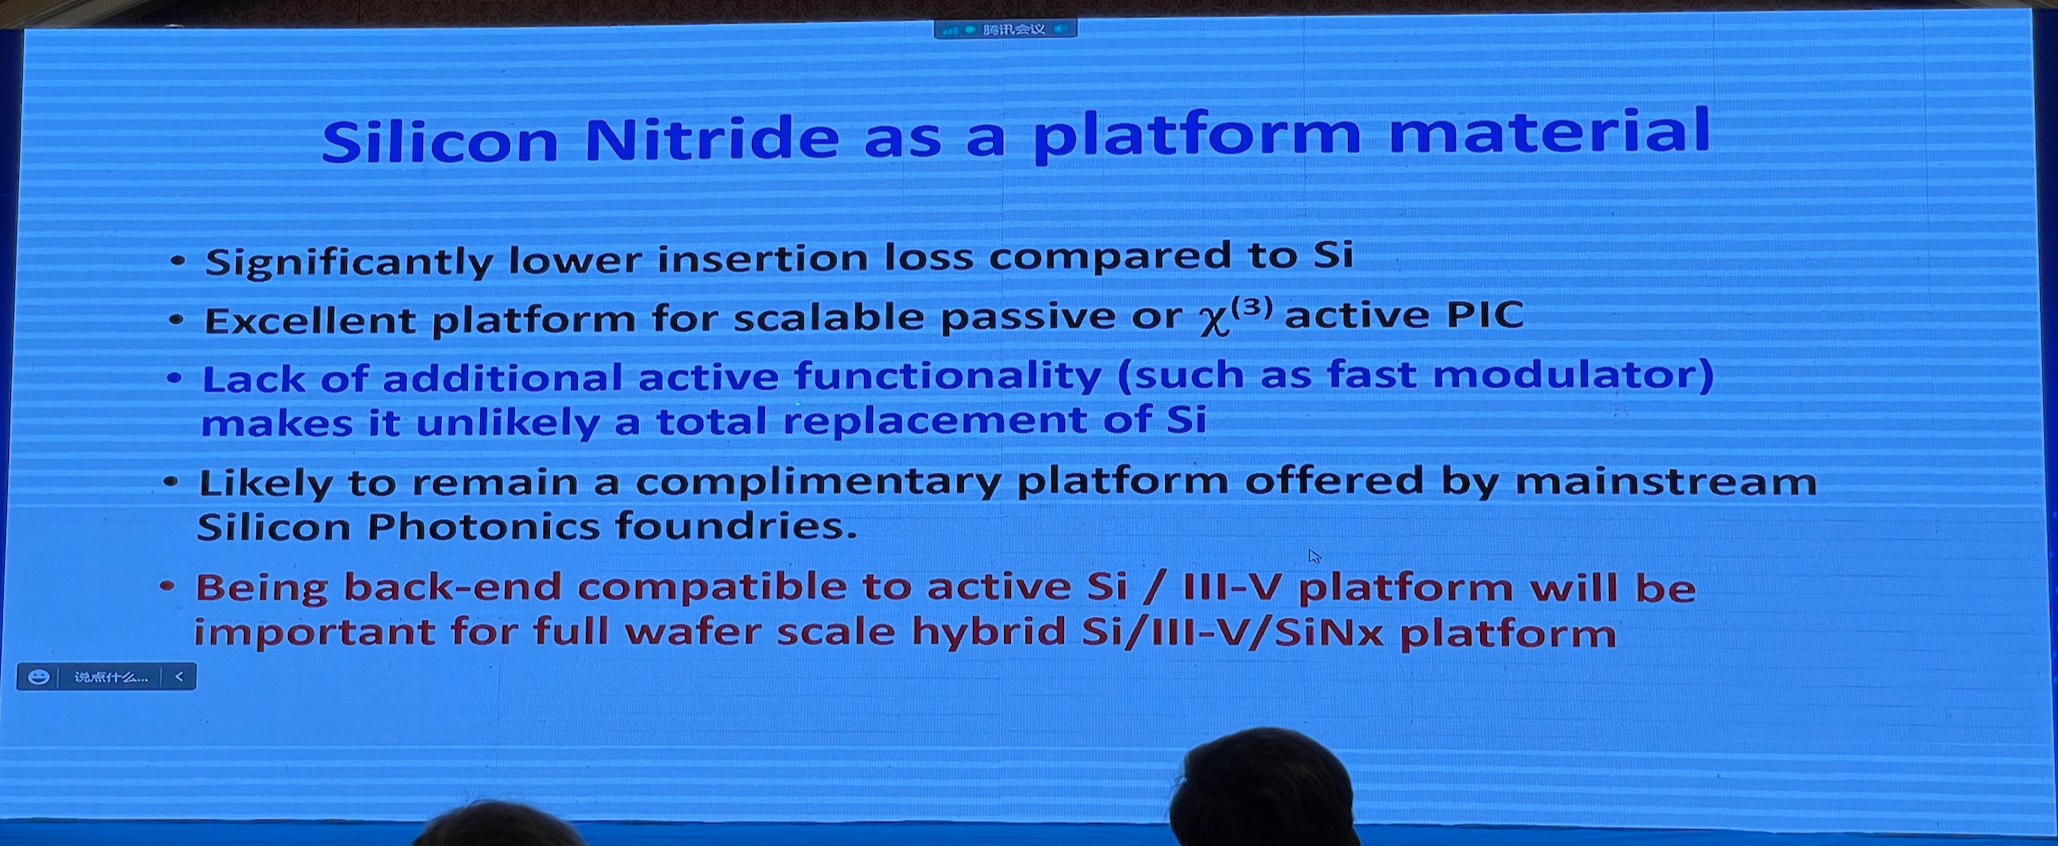 腾讯会议
Silicon Nitride as a platform material
• Significantly lower insertion loss compared to Si
• Excellent platform for scalable passive or χ⁽³⁾ active PIC
• Lack of additional active functionality (such as fast modulator)
makes it unlikely a total replacement of Si
• Likely to remain a complimentary platform offered by mainstream
Silicon Photonics foundries.
• Being back-end compatible to active Si / III-V platform will be
important for full wafer scale hybrid Si/III-V/SiNx platform
说点什么...